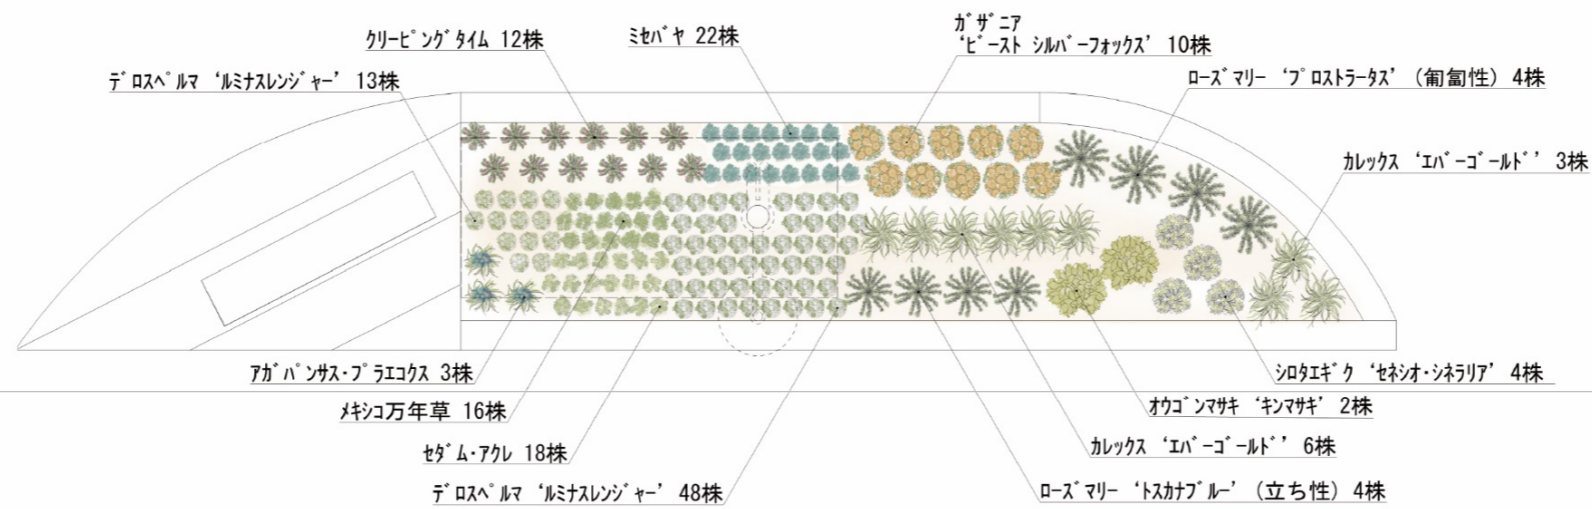 ガザニア
‘ビースト シルバーフォックス’ 10株
クリーピングタイム 12株
ミセバヤ 22株
デロスペルマ ‘ルミナスレンジャー’ 13株
ローズマリー ‘プロストラータス’ (匍匐性) 4株
カレックス ‘エバーゴールド’ 3株
アガパンサス・プラエコクス 3株
シロタエギク ‘セネシオ・シネラリア’ 4株
メキシコ万年草 16株
オウゴンマサキ ‘キンマサキ’ 2株
セダム・アクレ 18株
カレックス ‘エバーゴールド’ 6株
デロスペルマ ‘ルミナスレンジャー’ 48株
ローズマリー ‘トスカナブルー’ (立ち性) 4株